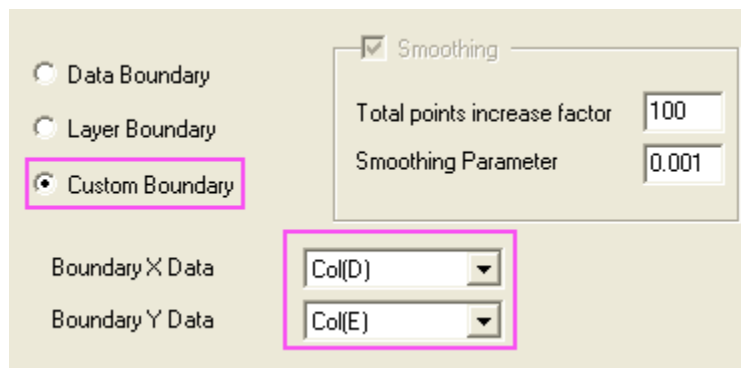 Smoothing
Data Boundary
Total points increase factor 100
Layer Boundary
Smoothing Parameter 0.001
Custom Boundary
Boundary X Data Col(D)
Boundary Y Data Col(E)